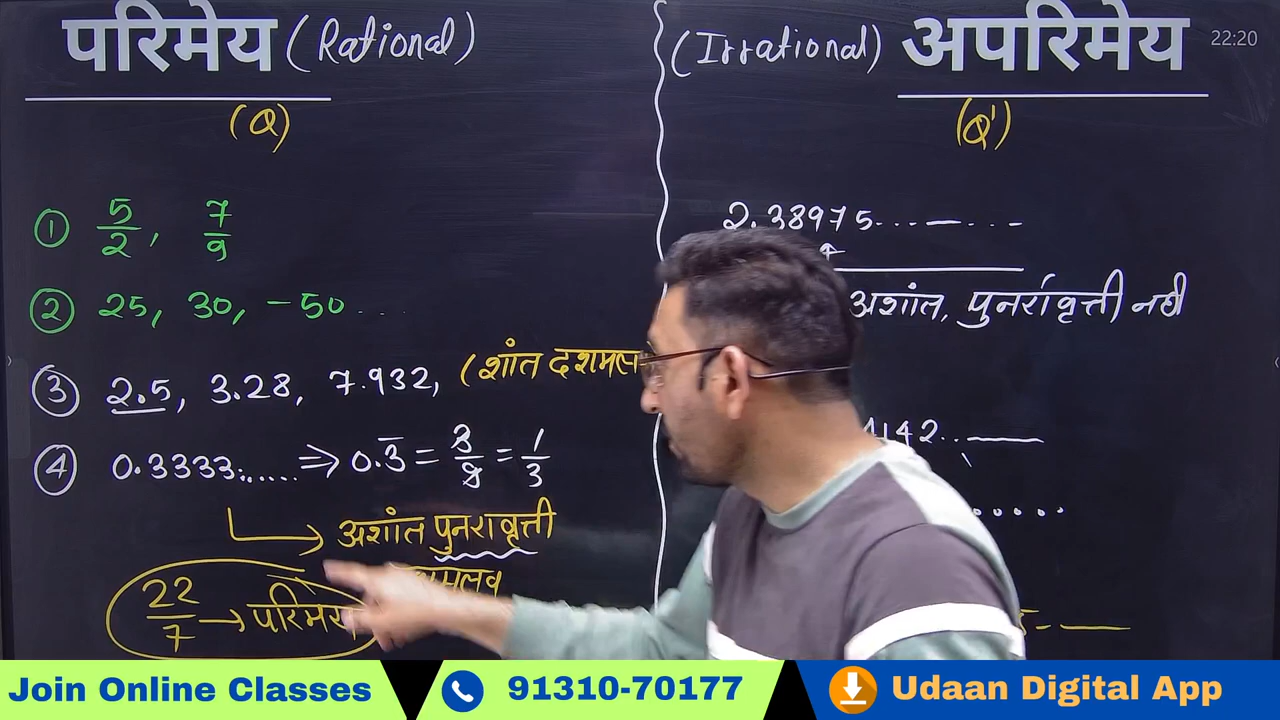 परिमेय (Rational)
(Q)
① 5/2, 7/9
② 25, 30, -50...
③ 2.5, 3.28, 7.932, (शांत दशमल
④ 0.3333...... ⇒ 0.3̅ = 3/9 = 1/3
अशांत पुनरावृत्ती
22/7 → परिमेय
(Irrational) अपरिमेय
22:20
(Q')
2.38975...—...
अशांत, पुनर्रावृत्ती नही
4142..—
Join Online Classes
91310-70177
Udaan Digital App